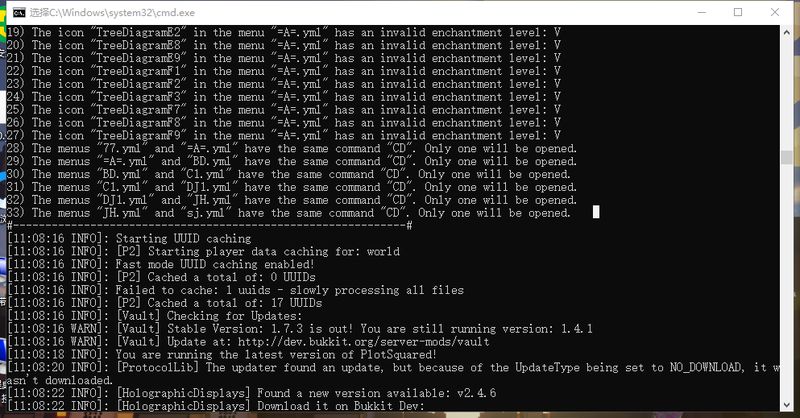 选择C:\Windows\system32\cmd.exe
19) The icon "TreeDiagramE2" in the menu "=A=.yml" has an invalid enchantment level: V
20) The icon "TreeDiagramE8" in the menu "=A=.yml" has an invalid enchantment level: V
21) The icon "TreeDiagramE9" in the menu "=A=.yml" has an invalid enchantment level: V
22) The icon "TreeDiagramF1" in the menu "=A=.yml" has an invalid enchantment level: V
23) The icon "TreeDiagramF2" in the menu "=A=.yml" has an invalid enchantment level: V
24) The icon "TreeDiagramF3" in the menu "=A=.yml" has an invalid enchantment level: V
25) The icon "TreeDiagramF7" in the menu "=A=.yml" has an invalid enchantment level: V
26) The icon "TreeDiagramF8" in the menu "=A=.yml" has an invalid enchantment level: V
27) The icon "TreeDiagramF9" in the menu "=A=.yml" has an invalid enchantment level: V
28) The menus "77.yml" and "=A=.yml" have the same command "CD". Only one will be opened.
29) The menus "=A=.yml" and "BD.yml" have the same command "CD". Only one will be opened.
30) The menus "BD.yml" and "C1.yml" have the same command "CD". Only one will be opened.
31) The menus "C1.yml" and "DJ1.yml" have the same command "CD". Only one will be opened.
32) The menus "DJ1.yml" and "JH.yml" have the same command "CD". Only one will be opened.
33) The menus "JH.yml" and "sj.yml" have the same command "CD". Only one will be opened.
#------------------------------------------------------------#
[11:08:16 INFO]: Starting UUID caching
[11:08:16 INFO]: [P2] Starting player data caching for: world
[11:08:16 INFO]: Fast mode UUID caching enabled!
[11:08:16 INFO]: [P2] Cached a total of: 0 UUIDs
[11:08:16 INFO]: Failed to cache: 1 uuids - slowly processing all files
[11:08:16 INFO]: [P2] Cached a total of: 17 UUIDs
[11:08:16 INFO]: [Vault] Checking for Updates:
[11:08:16 WARN]: [Vault] Stable Version: 1.7.3 is out! You are still running version: 1.4.1
[11:08:16 WARN]: [Vault] Update at: http://dev.bukkit.org/server-mods/vault
[11:08:18 INFO]: You are running the latest version of PlotSquared!
[11:08:20 INFO]: [ProtocolLib] The updater found an update, but because of the UpdateType being set to NO_DOWNLOAD, it w
asn't downloaded.
[11:08:22 INFO]: [HolographicDisplays] Found a new version available: v2.4.6
[11:08:22 INFO]: [HolographicDisplays] Download it on Bukkit Dev: